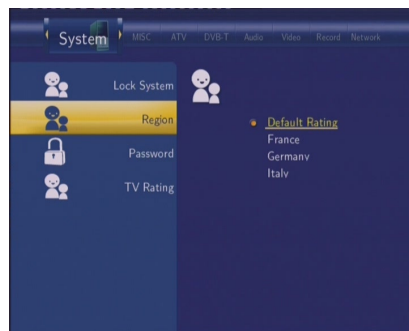 System MISC ATV DVB-T Audio Video Record Network
Lock System
Region
Password
TV Rating
Default Rating
France
Germany
Italy